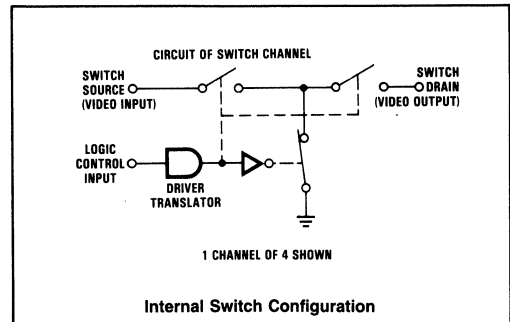 CIRCUIT OF SWITCH CHANNEL
SWITCH
SOURCE
(VIDEO INPUT)
SWITCH
DRAIN
(VIDEO OUTPUT)
LOGIC
CONTROL
INPUT
DRIVER
TRANSLATOR
1 CHANNEL OF 4 SHOWN
Internal Switch Configuration